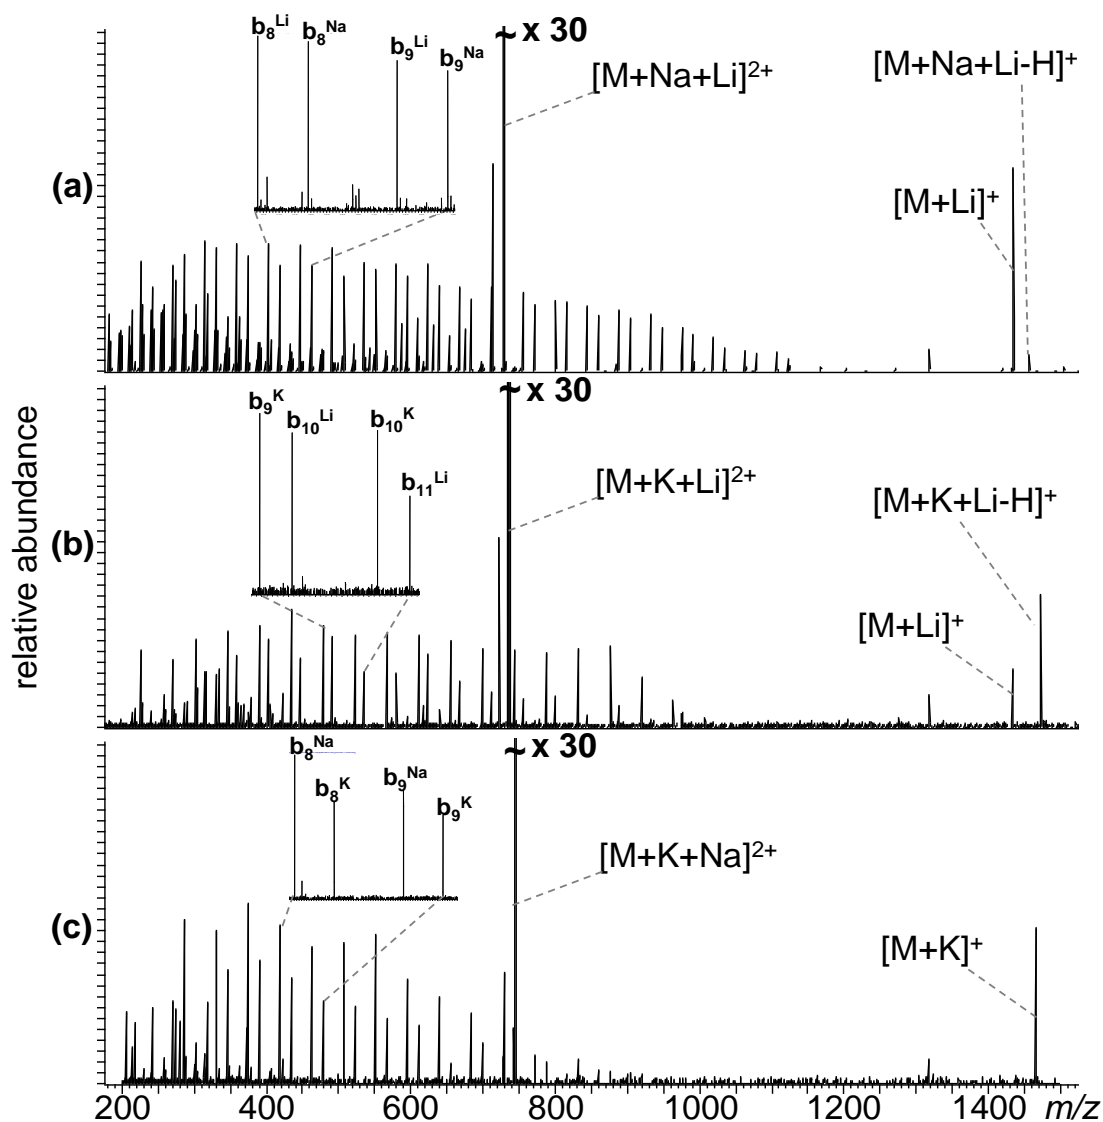 b₈ᴸⁱ b₈ᴺᵃ b₉ᴸⁱ b₉ᴺᵃ
~ x 30
[M+Na+Li]²⁺
[M+Na+Li-H]⁺
[M+Li]⁺
(a)
b₉ᴷ b₁₀ᴸⁱ b₁₀ᴷ b₁₁ᴸⁱ
~ x 30
[M+K+Li]²⁺
[M+K+Li-H]⁺
[M+Li]⁺
(b)
relative abundance
b₈ᴺᵃ b₈ᴷ b₉ᴺᵃ b₉ᴷ
~ x 30
[M+K+Na]²⁺
[M+K]⁺
(c)
200 400 600 800 1000 1200 1400 m/z